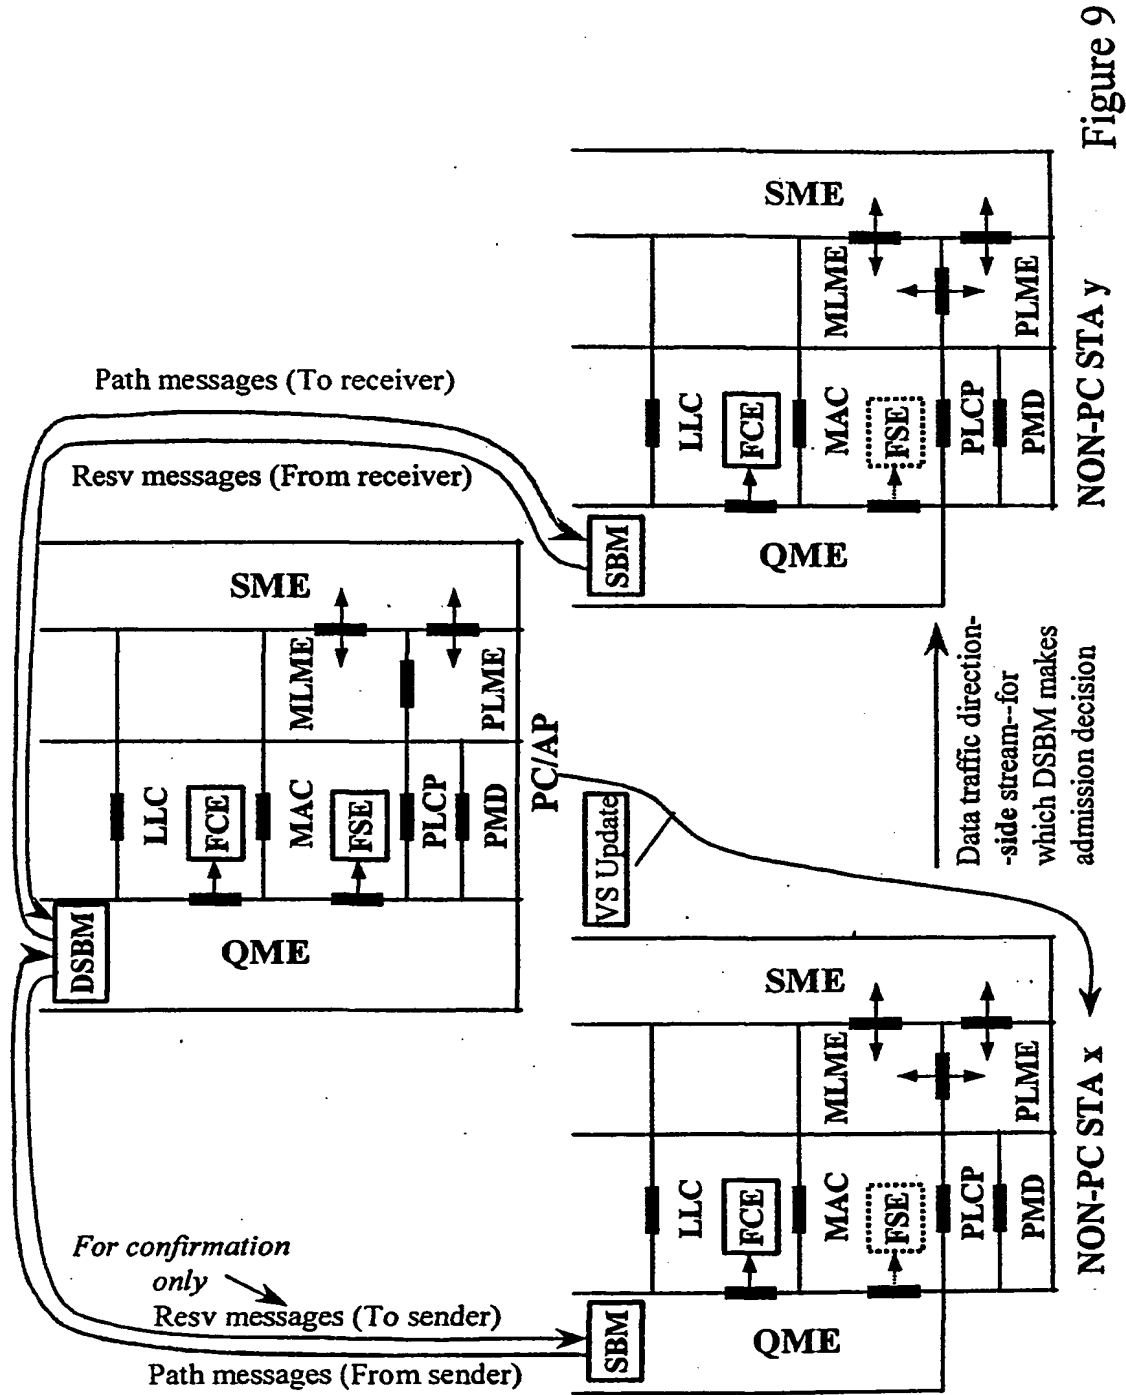 Path messages (To receiver)
Resv messages (From receiver)
SME
MLME
PLME
LLC
FCE
MAC
FSE
PLCP
PMD
DSBM
QME
PC/AP
VS Update
For confirmation
only
Resv messages (To sender)
Path messages (From sender)
SME
MLME
PLME
LLC
FCE
MAC
FSE
PLCP
PMD
SBM
QME
NON-PC STA x
Data traffic direction-
-side stream--for
which DSBM makes
admission decision
SME
MLME
PLME
LLC
FCE
MAC
FSE
PLCP
PMD
SBM
QME
NON-PC STA y
Figure 9